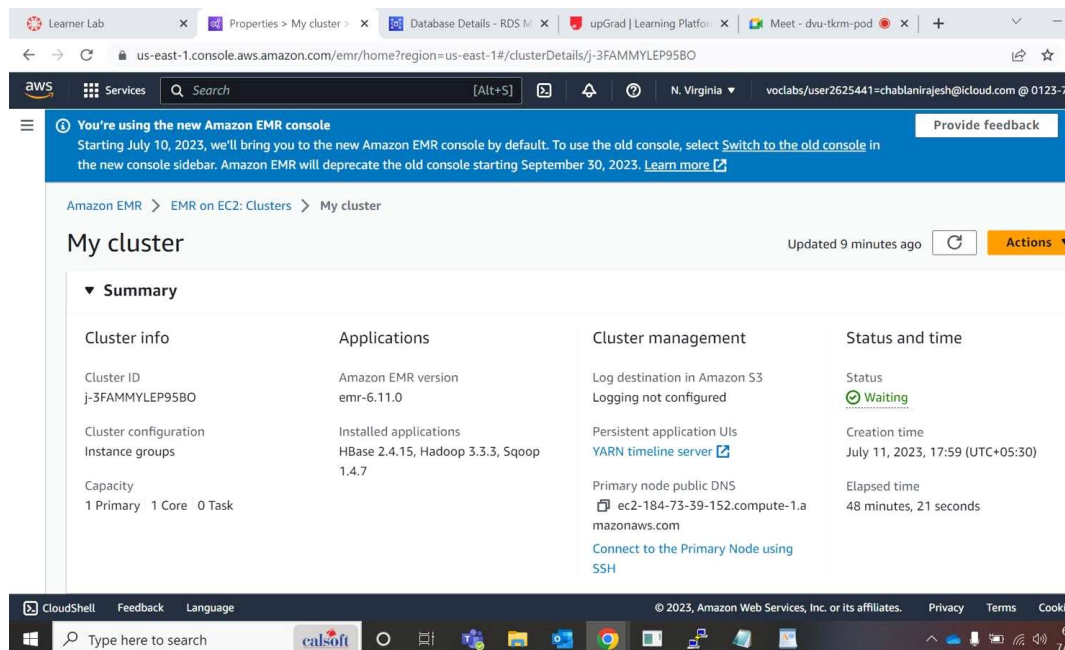 Learner Lab
Properties > My cluster >
Database Details - RDS M
upGrad | Learning Platfor
Meet - dvu-tkrm-pod
us-east-1.console.aws.amazon.com/emr/home?region=us-east-1#/clusterDetails/j-3FAMMYLEP95BO
aws
Services
Search
[Alt+S]
N. Virginia
voclabs/user2625441=chablanirajesh@icloud.com @ 0123-7
You're using the new Amazon EMR console
Starting July 10, 2023, we'll bring you to the new Amazon EMR console by default. To use the old console, select Switch to the old console in
the new console sidebar. Amazon EMR will deprecate the old console starting September 30, 2023. Learn more
Provide feedback
Amazon EMR > EMR on EC2: Clusters > My cluster
My cluster
Updated 9 minutes ago
Actions
Summary
Cluster info
Cluster ID
j-3FAMMYLEP95BO
Cluster configuration
Instance groups
Capacity
1 Primary 1 Core 0 Task
Applications
Amazon EMR version
emr-6.11.0
Installed applications
HBase 2.4.15, Hadoop 3.3.3, Sqoop
1.4.7
Cluster management
Log destination in Amazon S3
Logging not configured
Persistent application UIs
YARN timeline server
Primary node public DNS
ec2-184-73-39-152.compute-1.a
mazonaws.com
Connect to the Primary Node using
SSH
Status and time
Status
Waiting
Creation time
July 11, 2023, 17:59 (UTC+05:30)
Elapsed time
48 minutes, 21 seconds
CloudShell
Feedback
Language
© 2023, Amazon Web Services, Inc. or its affiliates.
Privacy
Terms
Cooki
Type here to search
calsoft